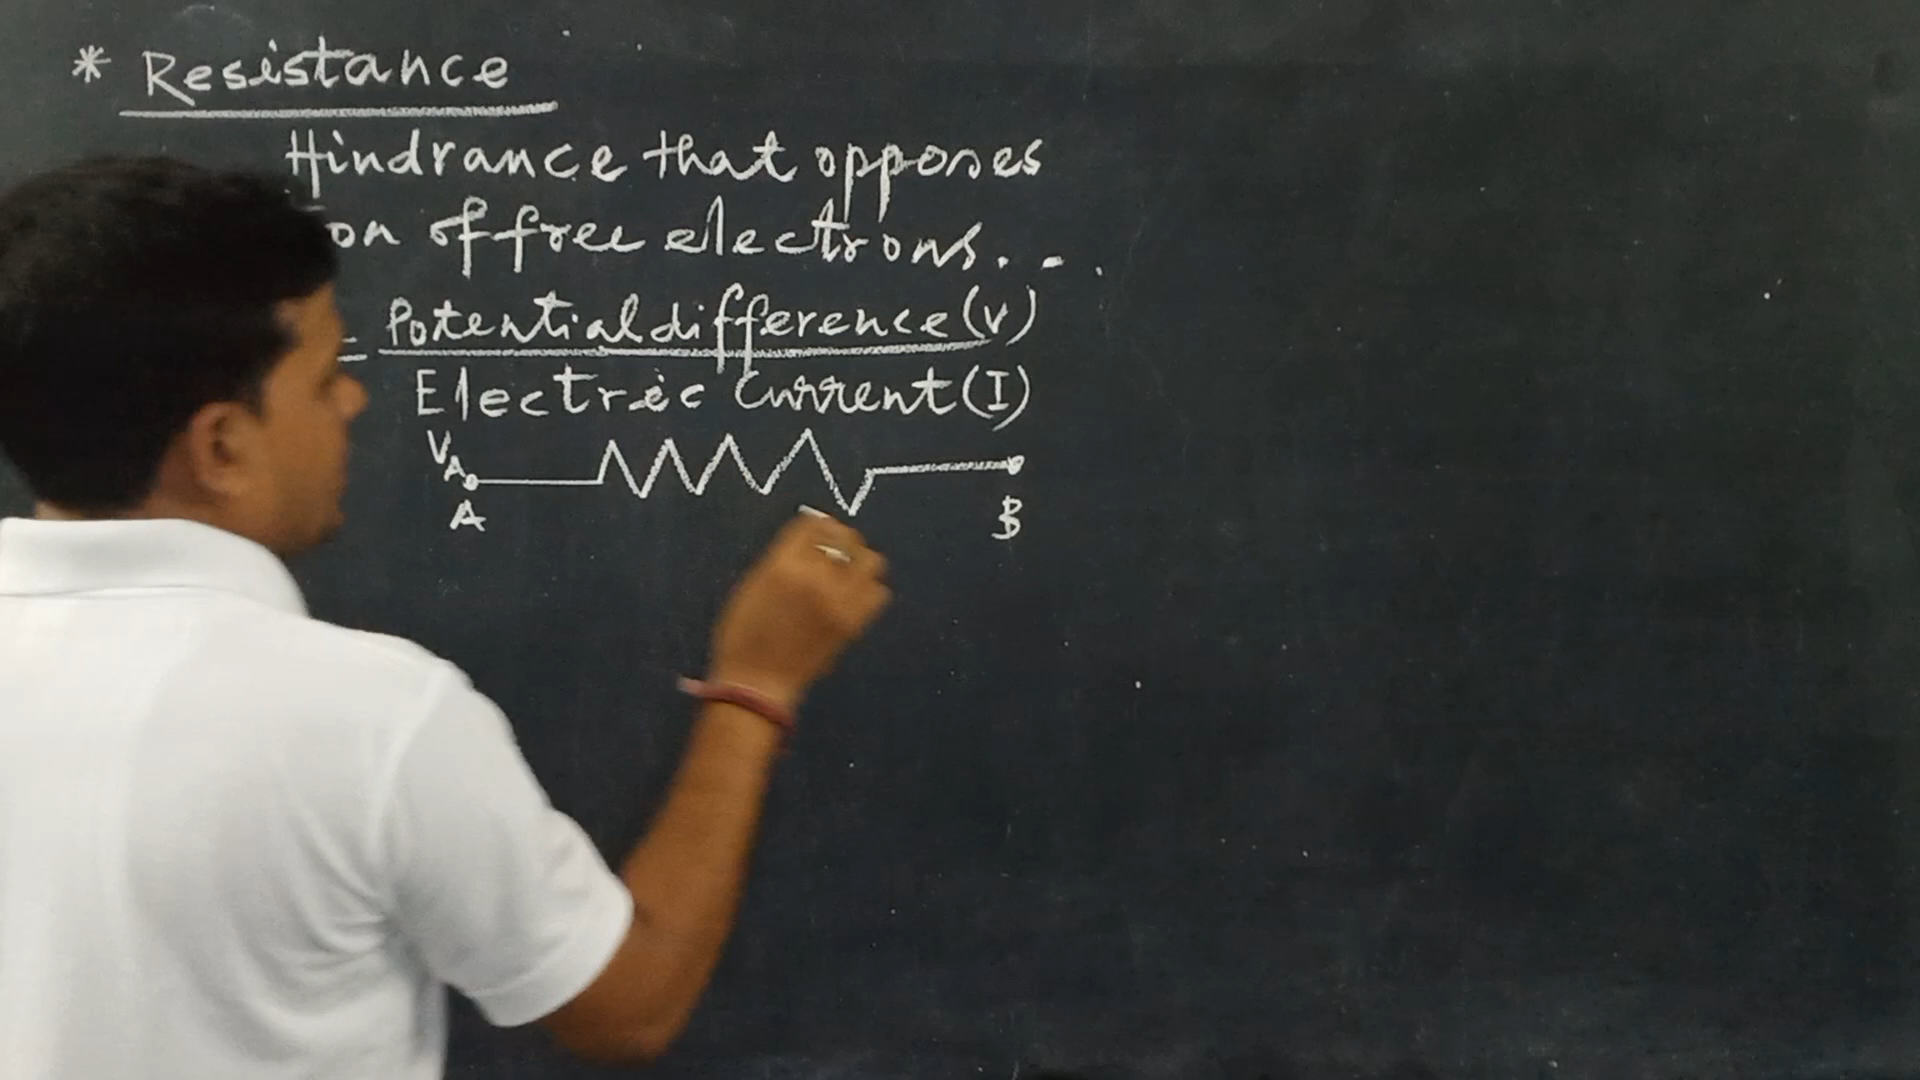 * Resistance
Hindrance that opposes
on of free electrons. - .
= Potential difference (V)
Electric Current (I)
VA
A B